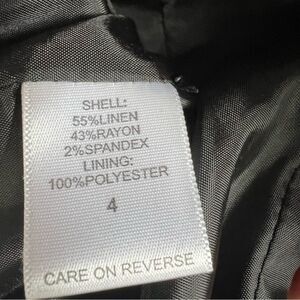 SHELL:
55%LINEN
43%RAYON
2%SPANDEX
LINING:
100%POLYESTER
4
CARE ON REVERSE